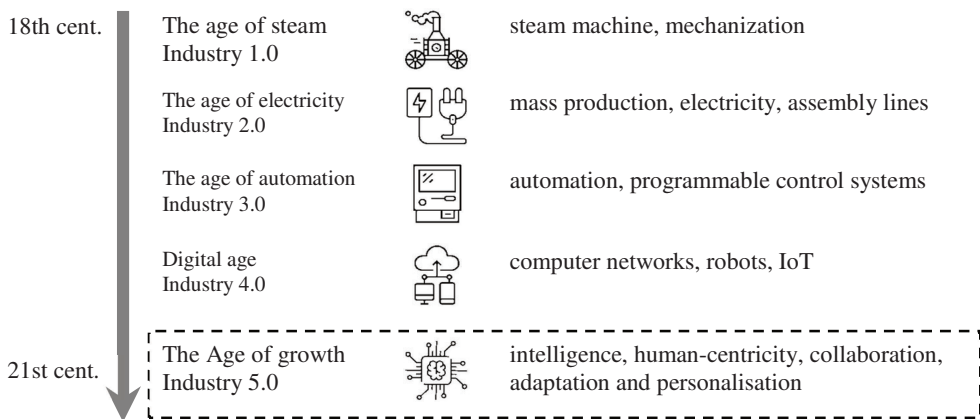 18th cent.
The age of steam
Industry 1.0
steam machine, mechanization
The age of electricity
Industry 2.0
mass production, electricity, assembly lines
The age of automation
Industry 3.0
automation, programmable control systems
Digital age
Industry 4.0
computer networks, robots, IoT
21st cent.
The Age of growth
Industry 5.0
intelligence, human-centricity, collaboration,
adaptation and personalisation